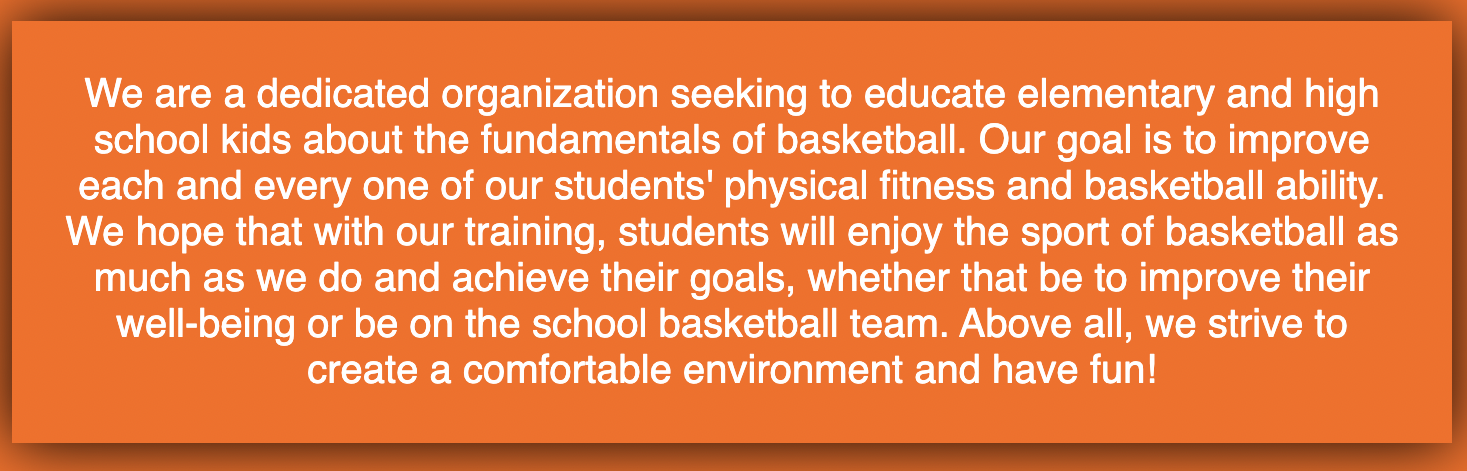 We are a dedicated organization seeking to educate elementary and high
school kids about the fundamentals of basketball. Our goal is to improve
each and every one of our students' physical fitness and basketball ability.
We hope that with our training, students will enjoy the sport of basketball as
much as we do and achieve their goals, whether that be to improve their
well-being or be on the school basketball team. Above all, we strive to
create a comfortable environment and have fun!